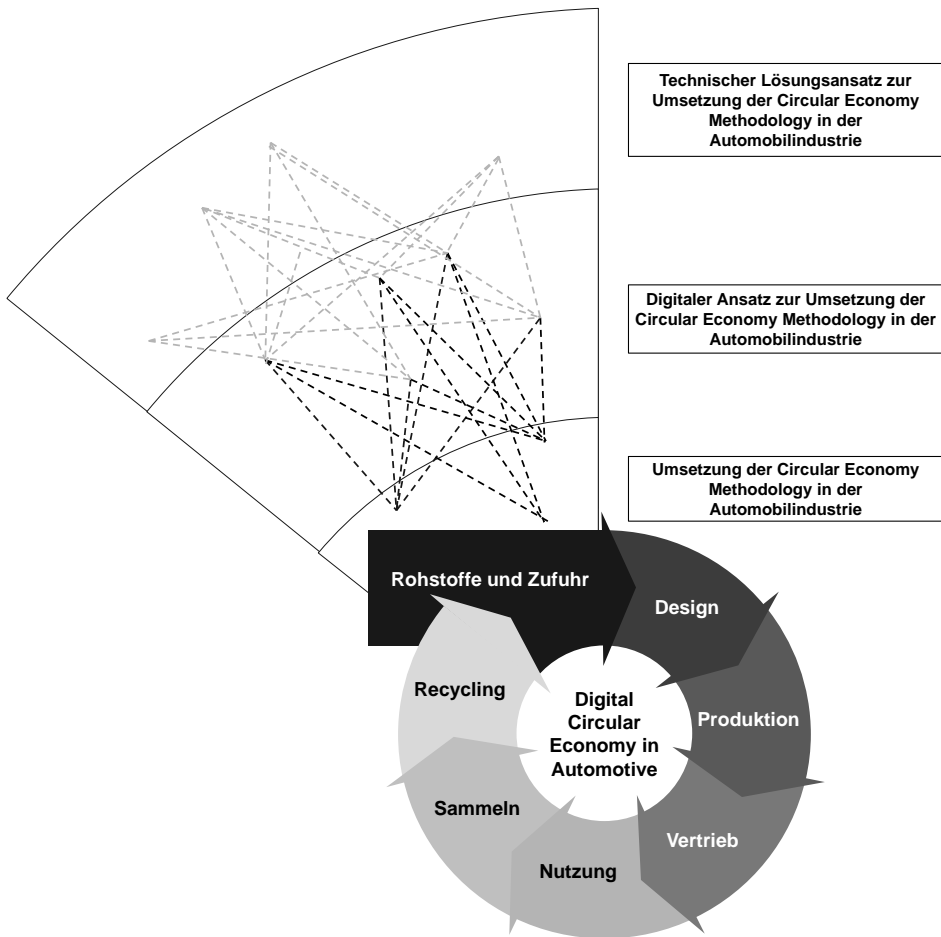 Technischer Lösungsansatz zur
Umsetzung der Circular Economy
Methodology in der
Automobilindustrie
Digitaler Ansatz zur Umsetzung der
Circular Economy Methodology in der
Automobilindustrie
Umsetzung der Circular Economy
Methodology in der
Automobilindustrie
Rohstoffe und Zufuhr
Design
Produktion
Vertrieb
Nutzung
Sammeln
Recycling
Digital
Circular
Economy in
Automotive